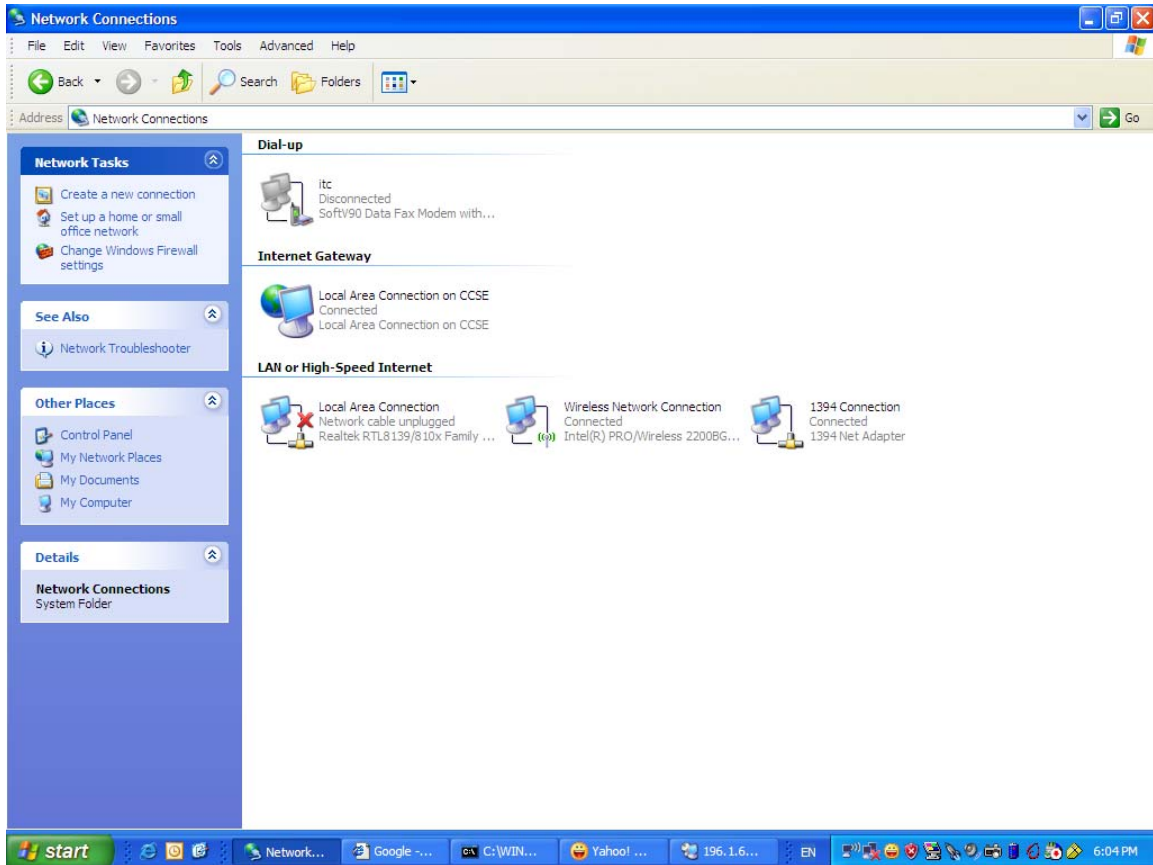 Network Connections
File Edit View Favorites Tools Advanced Help
Back Search Folders
Address Network Connections Go
Network Tasks
Create a new connection
Set up a home or small
office network
Change Windows Firewall
settings
See Also
Network Troubleshooter
Other Places
Control Panel
My Network Places
My Documents
My Computer
Details
Network Connections
System Folder
Dial-up
itc
Disconnected
SoftV90 Data Fax Modem with...
Internet Gateway
Local Area Connection on CCSE
Connected
Local Area Connection on CCSE
LAN or High-Speed Internet
Local Area Connection
Network cable unplugged
Realtek RTL8139/810x Family ...
Wireless Network Connection
Connected
Intel(R) PRO/Wireless 2200BG...
1394 Connection
Connected
1394 Net Adapter
start Network... Google -... C:\WIN... Yahoo! ... 196.1.6... EN 6:04 PM